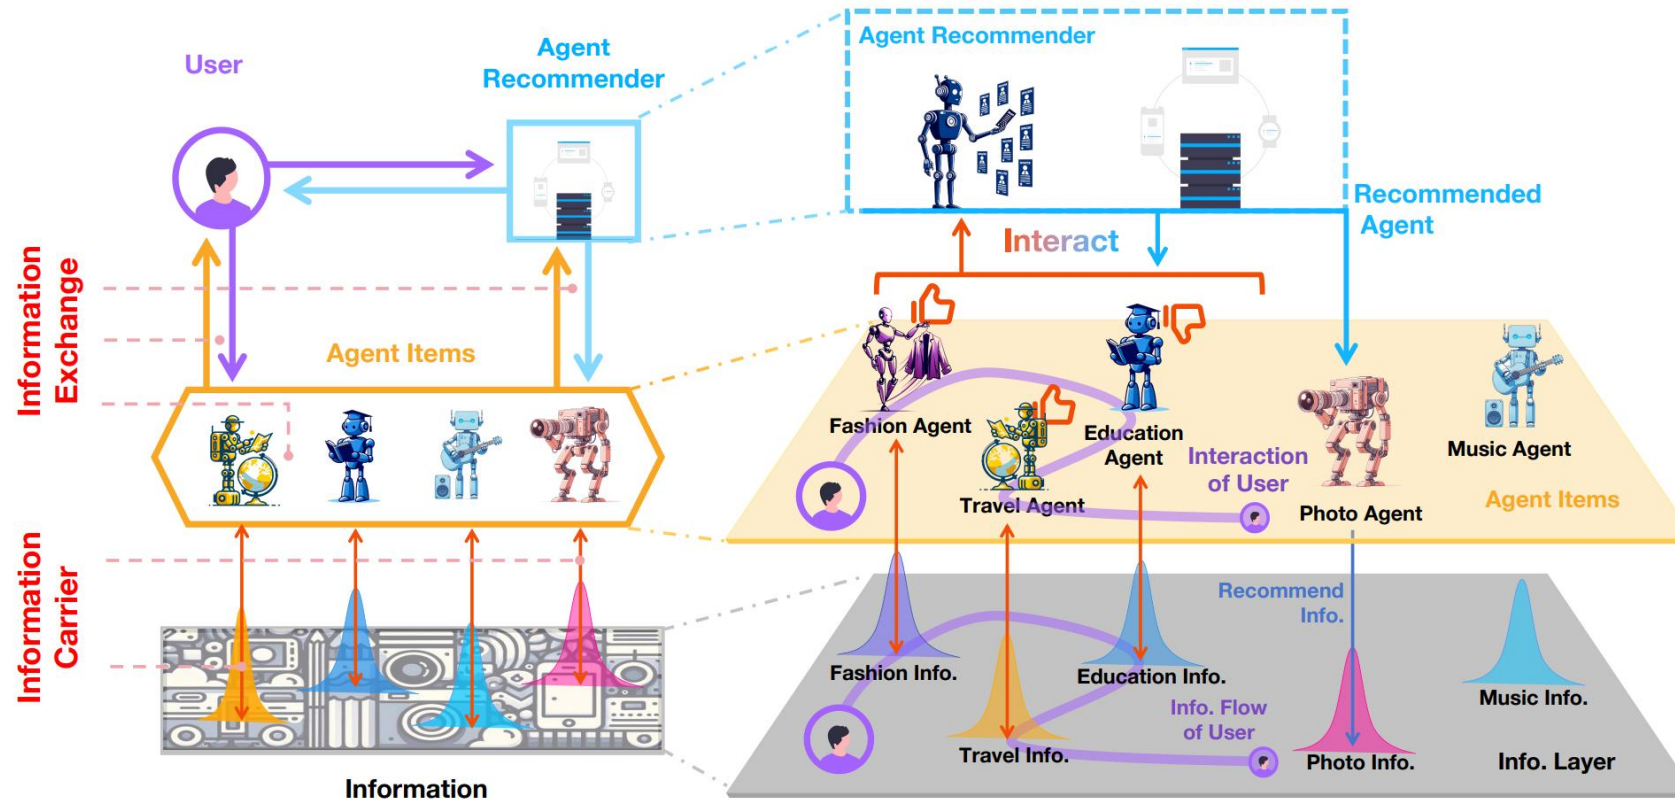 User
Agent
Recommender
Information
Exchange
Agent Items
Information
Carrier
Information
Agent Recommender
Recommended
Agent
Interact
Fashion Agent
Education
Agent
Travel Agent
Interaction
of User
Photo Agent
Music Agent
Agent Items
Recommend
Info.
Fashion Info.
Education Info.
Music Info.
Info. Flow
of User
Travel Info.
Photo Info.
Info. Layer